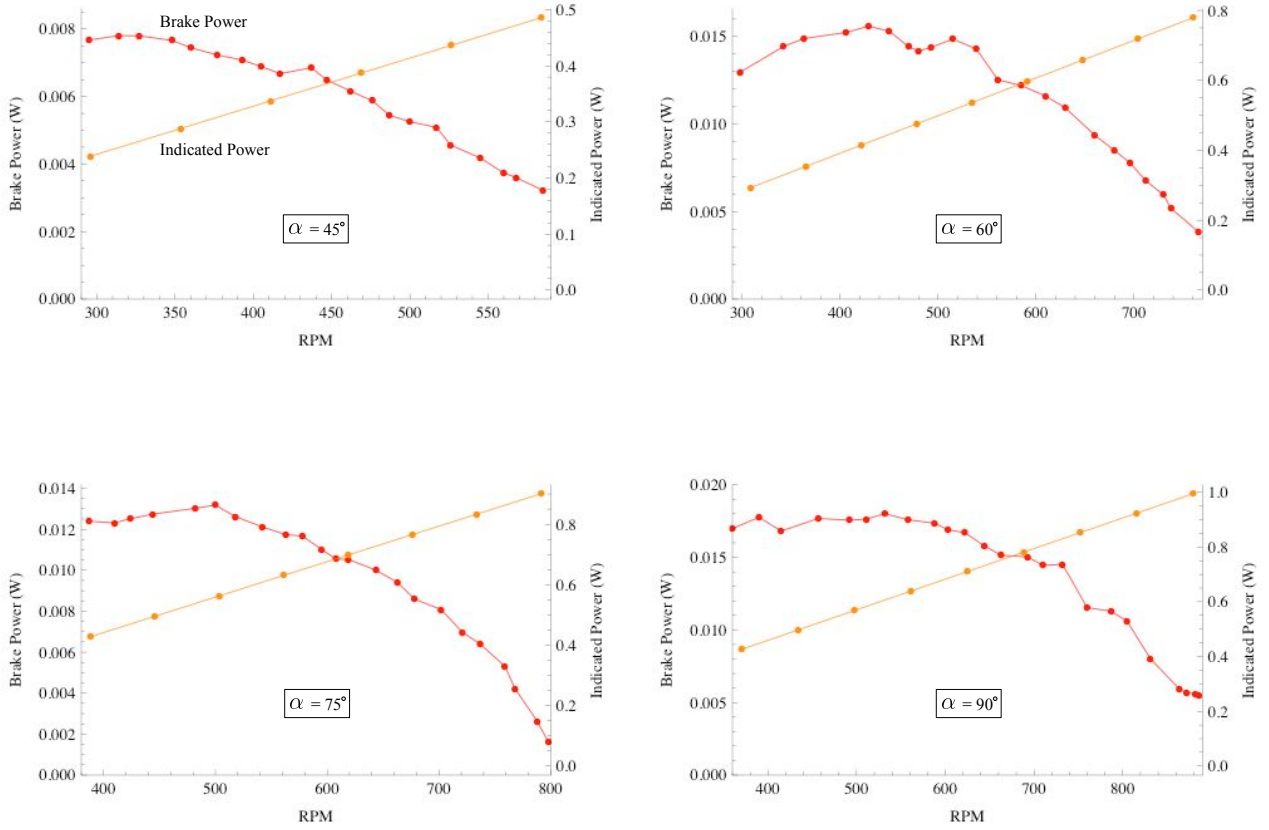 Brake Power
Indicated Power
α = 45°
Brake Power (W)
0.008
0.006
0.004
0.002
0.000
300 350 400 450 500 550
RPM
Indicated Power (W)
0.5
0.4
0.3
0.2
0.1
0.0
α = 60°
Brake Power (W)
0.015
0.010
0.005
0.000
300 400 500 600 700
RPM
Indicated Power (W)
0.8
0.6
0.4
0.2
0.0
α = 75°
Brake Power (W)
0.014
0.012
0.010
0.008
0.006
0.004
0.002
0.000
400 500 600 700 800
RPM
Indicated Power (W)
0.8
0.6
0.4
0.2
0.0
α = 90°
Brake Power (W)
0.020
0.015
0.010
0.005
0.000
400 500 600 700 800
RPM
Indicated Power (W)
1.0
0.8
0.6
0.4
0.2
0.0